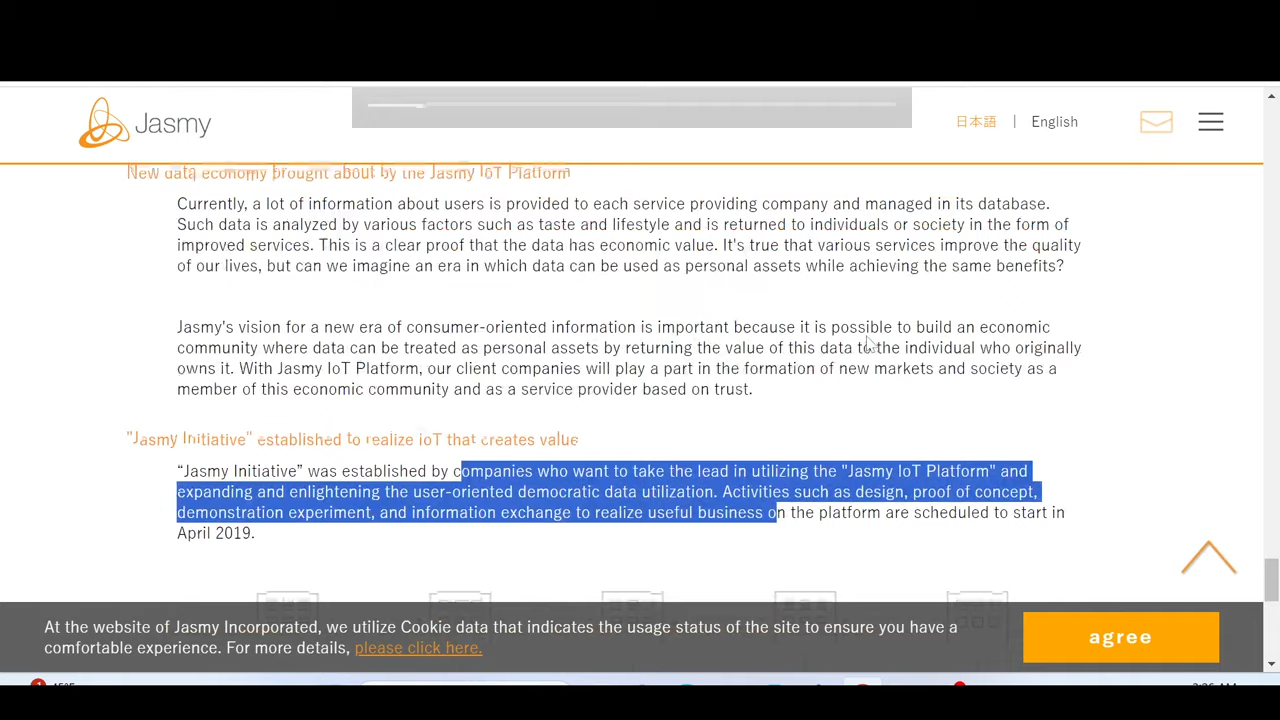 Jasmy
日本語 | English
New data economy brought about by the Jasmy IoT Platform
Currently, a lot of information about users is provided to each service providing company and managed in its database.
Such data is analyzed by various factors such as taste and lifestyle and is returned to individuals or society in the form of
improved services. This is a clear proof that the data has economic value. It's true that various services improve the quality
of our lives, but can we imagine an era in which data can be used as personal assets while achieving the same benefits?
Jasmy's vision for a new era of consumer-oriented information is important because it is possible to build an economic
community where data can be treated as personal assets by returning the value of this data to the individual who originally
owns it. With Jasmy IoT Platform, our client companies will play a part in the formation of new markets and society as a
member of this economic community and as a service provider based on trust.
"Jasmy Initiative" established to realize IoT that creates value
“Jasmy Initiative” was established by companies who want to take the lead in utilizing the "Jasmy IoT Platform" and
expanding and enlightening the user-oriented democratic data utilization. Activities such as design, proof of concept,
demonstration experiment, and information exchange to realize useful business on the platform are scheduled to start in
April 2019.
At the website of Jasmy Incorporated, we utilize Cookie data that indicates the usage status of the site to ensure you have a
comfortable experience. For more details, please click here.
agree